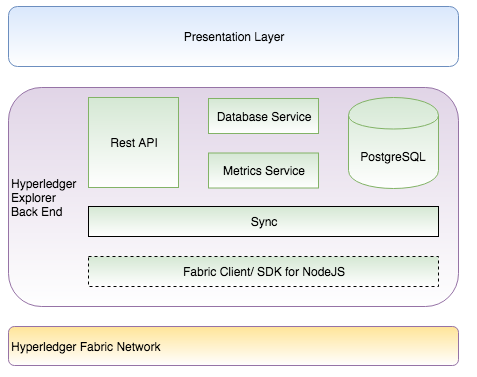 Presentation Layer
Rest API
Database Service
Metrics Service
PostgreSQL
Hyperledger
Explorer
Back End
Sync
Fabric Client/ SDK for NodeJS
Hyperledger Fabric Network